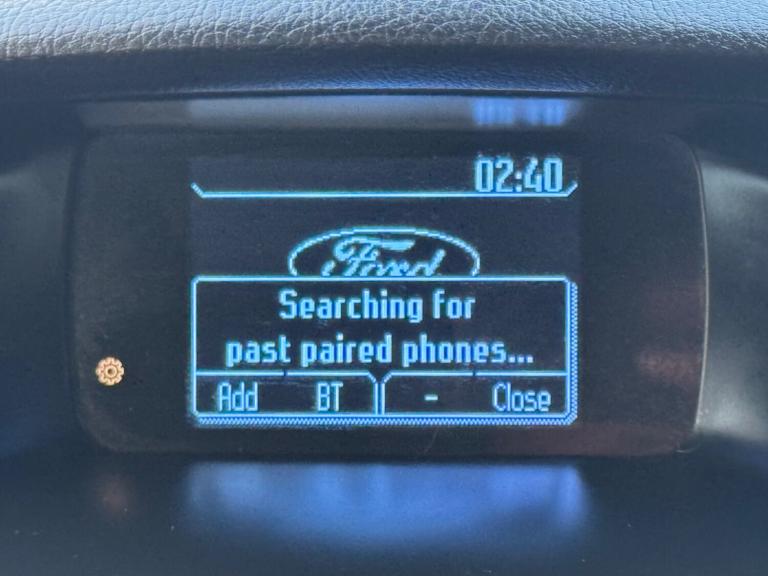 02:40
Ford
Searching for
past paired phones...
Add BT - Close